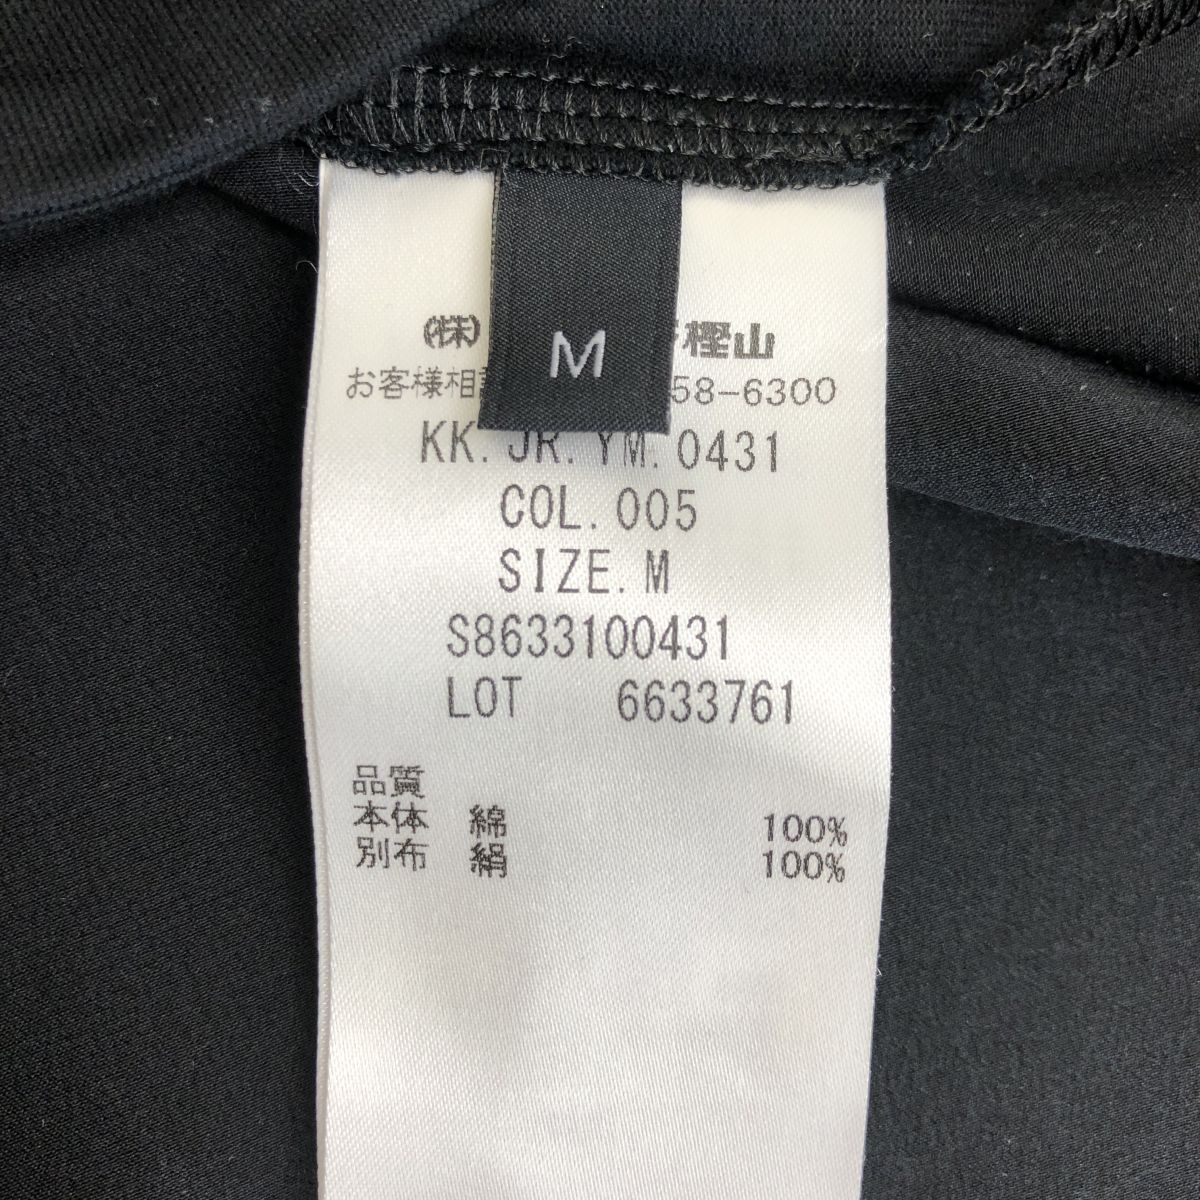 M
(株) 樫山
お客様相 58-6300
KK. JR. YM. 0431
COL. 005
SIZE. M
S8633100431
LOT 6633761
品質
本体 綿 100%
別布 絹 100%